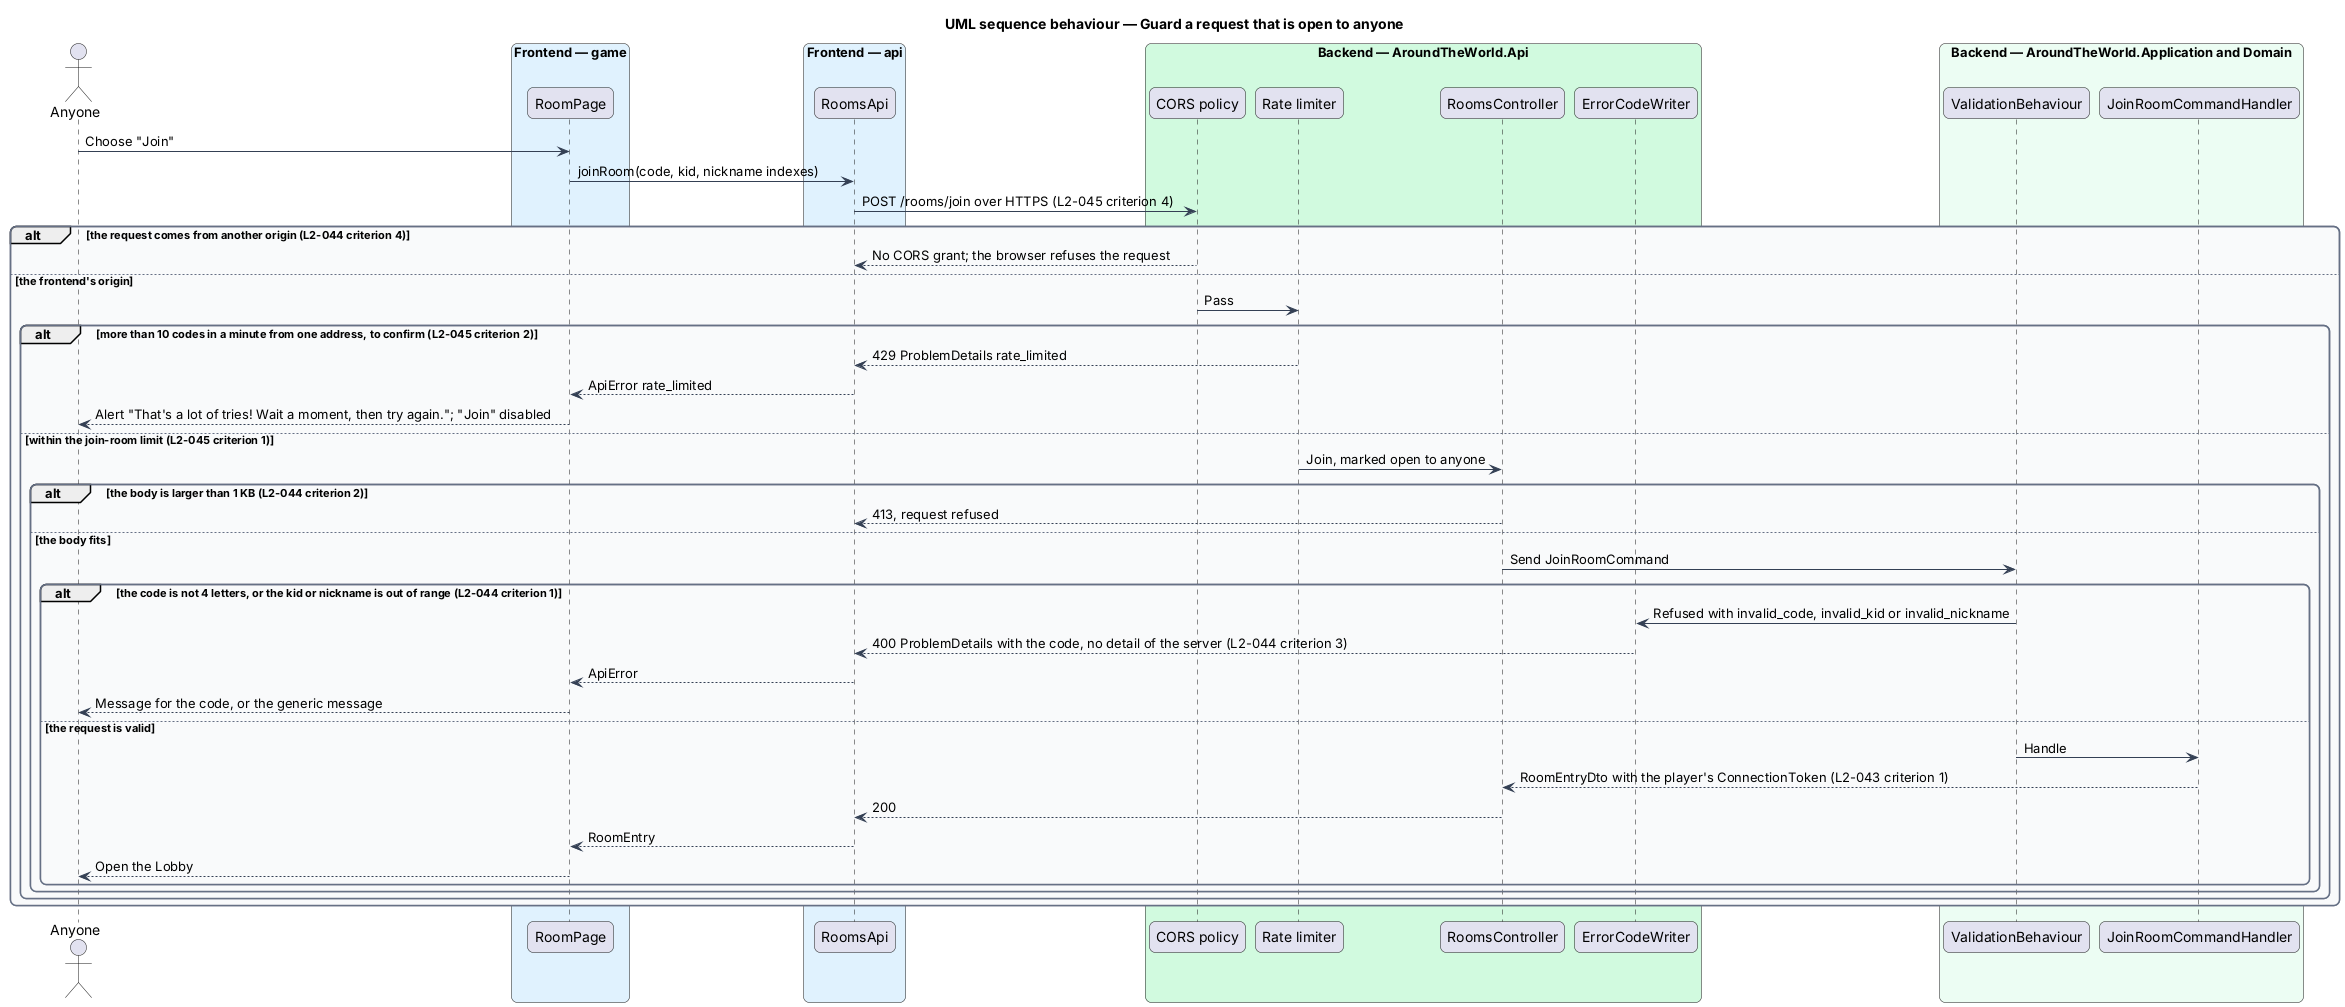 UML sequence behaviour — Guard a request that is open to anyone
Frontend — game
Frontend — api
Backend — AroundTheWorld.Api
Backend — AroundTheWorld.Application and Domain
Anyone
RoomPage
RoomsApi
CORS policy
Rate limiter
RoomsController
ErrorCodeWriter
ValidationBehaviour
JoinRoomCommandHandler
Choose "Join"
joinRoom(code, kid, nickname indexes)
POST /rooms/join over HTTPS (L2-045 criterion 4)
alt
[the request comes from another origin (L2-044 criterion 4)]
No CORS grant; the browser refuses the request
[the frontend's origin]
Pass
alt
[more than 10 codes in a minute from one address, to confirm (L2-045 criterion 2)]
429 ProblemDetails rate_limited
ApiError rate_limited
Alert "That's a lot of tries! Wait a moment, then try again."; "Join" disabled
[within the join-room limit (L2-045 criterion 1)]
Join, marked open to anyone
alt
[the body is larger than 1 KB (L2-044 criterion 2)]
413, request refused
[the body fits]
Send JoinRoomCommand
alt
[the code is not 4 letters, or the kid or nickname is out of range (L2-044 criterion 1)]
Refused with invalid_code, invalid_kid or invalid_nickname
400 ProblemDetails with the code, no detail of the server (L2-044 criterion 3)
ApiError
Message for the code, or the generic message
[the request is valid]
Handle
RoomEntryDto with the player's ConnectionToken (L2-043 criterion 1)
200
RoomEntry
Open the Lobby
Anyone
RoomPage
RoomsApi
CORS policy
Rate limiter
RoomsController
ErrorCodeWriter
ValidationBehaviour
JoinRoomCommandHandler